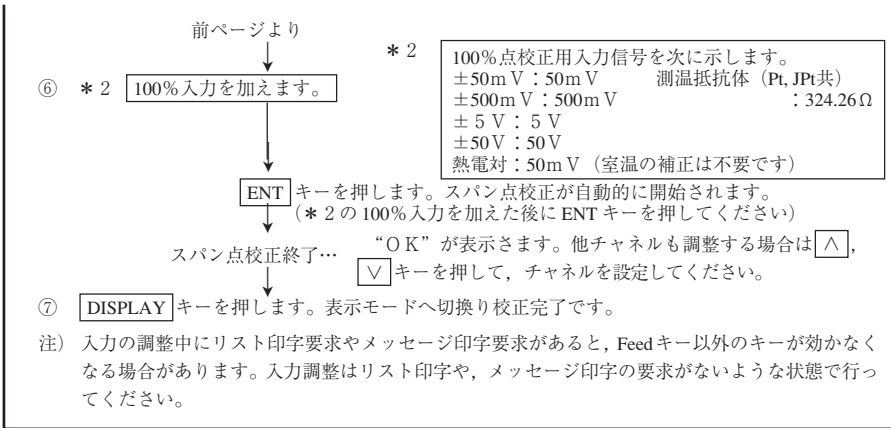 前ページより
⑥ ＊２ 100％入力を加えます。
＊２
100％点校正用入力信号を次に示します。
±50ｍＶ：50ｍＶ 測温抵抗体（Pt, JPt共）
±500ｍＶ：500ｍＶ ：324.26Ω
±５Ｖ：５Ｖ
±50Ｖ：50Ｖ
熱電対：50ｍＶ（室温の補正は不要です）
ENT キーを押します。スパン点校正が自動的に開始されます。
（＊２の 100％入力を加えた後に ENT キーを押してください）
スパン点校正終了… “ＯＫ”が表示さます。他チャネルも調整する場合は ∧ ，
∨ キーを押して，チャネルを設定してください。
⑦ DISPLAY キーを押します。表示モードへ切換り校正完了です。
注） 入力の調整中にリスト印字要求やメッセージ印字要求があると，Feedキー以外のキーが効かなく
なる場合があります。入力調整はリスト印字や，メッセージ印字の要求がないような状態で行っ
てください。